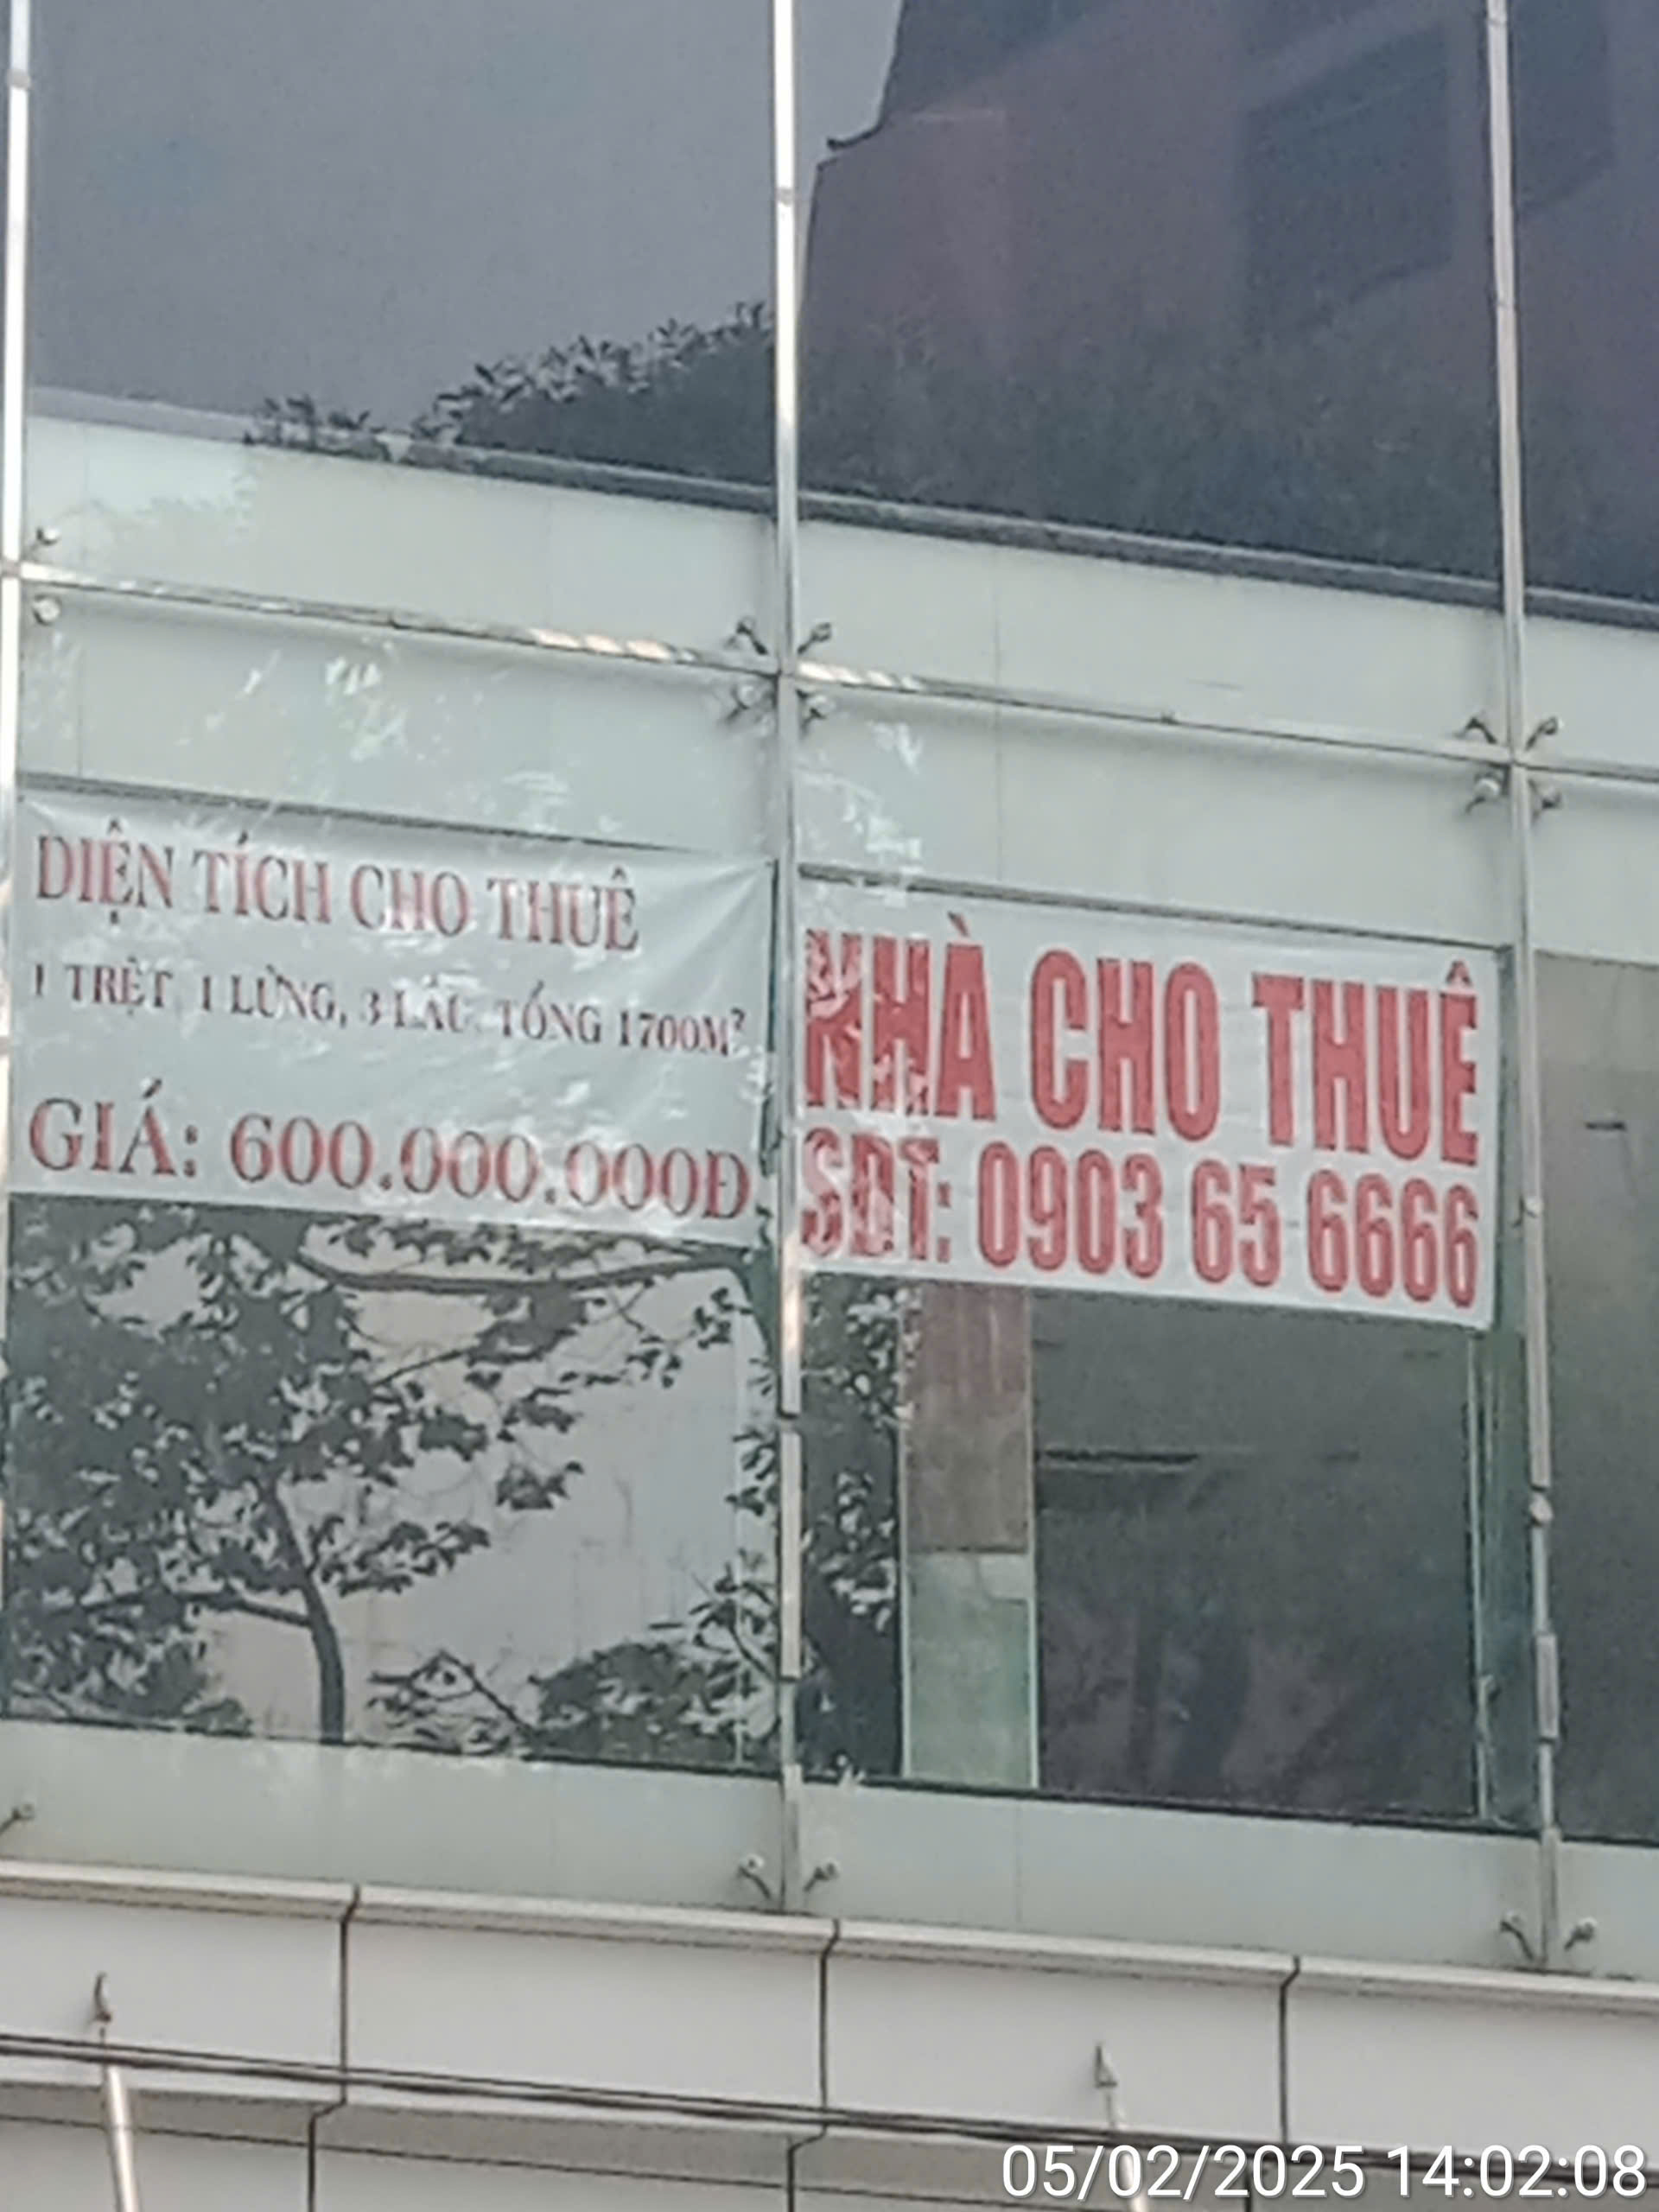 DIỆN TÍCH CHO THUÊ
1 TRỆT, 1 LỬNG, 3 LẦU, TỔNG 1700M²
GIÁ: 600.000.000Đ
NHÀ CHO THUÊ
SĐT: 0903 65 6666
05/02/2025 14:02:08